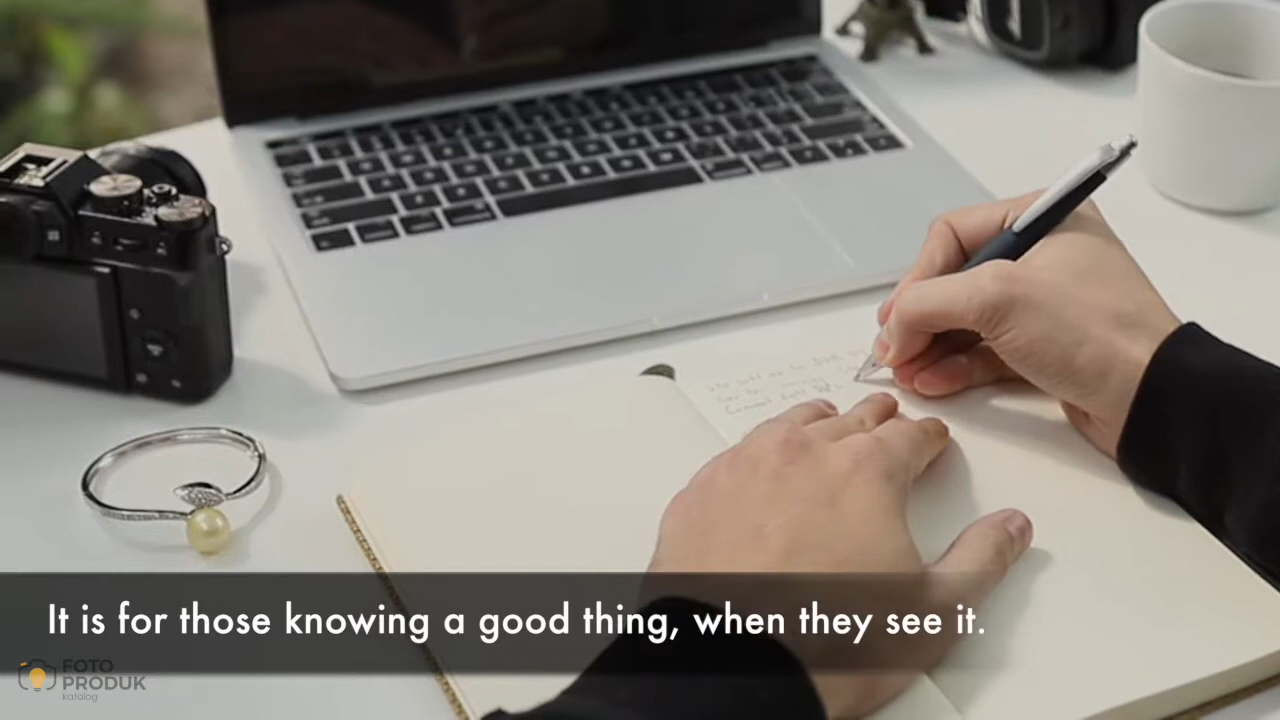 It is for those knowing a good thing, when they see it.
FOTO
PRODUK
katalog